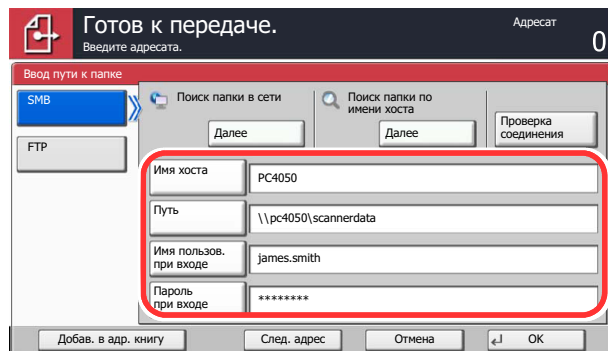 Готов к передаче.
Введите адресата.
Адресат
0
Ввод пути к папке
SMB
FTP
Поиск папки в сети
Далее
Поиск папки по
имени хоста
Далее
Проверка
соединения
Имя хоста
PC4050
Путь
\\pc4050\scannerdata
Имя пользов.
при входе
james.smith
Пароль
при входе
********
Добав. в адр. книгу
След. адрес
Отмена
OK